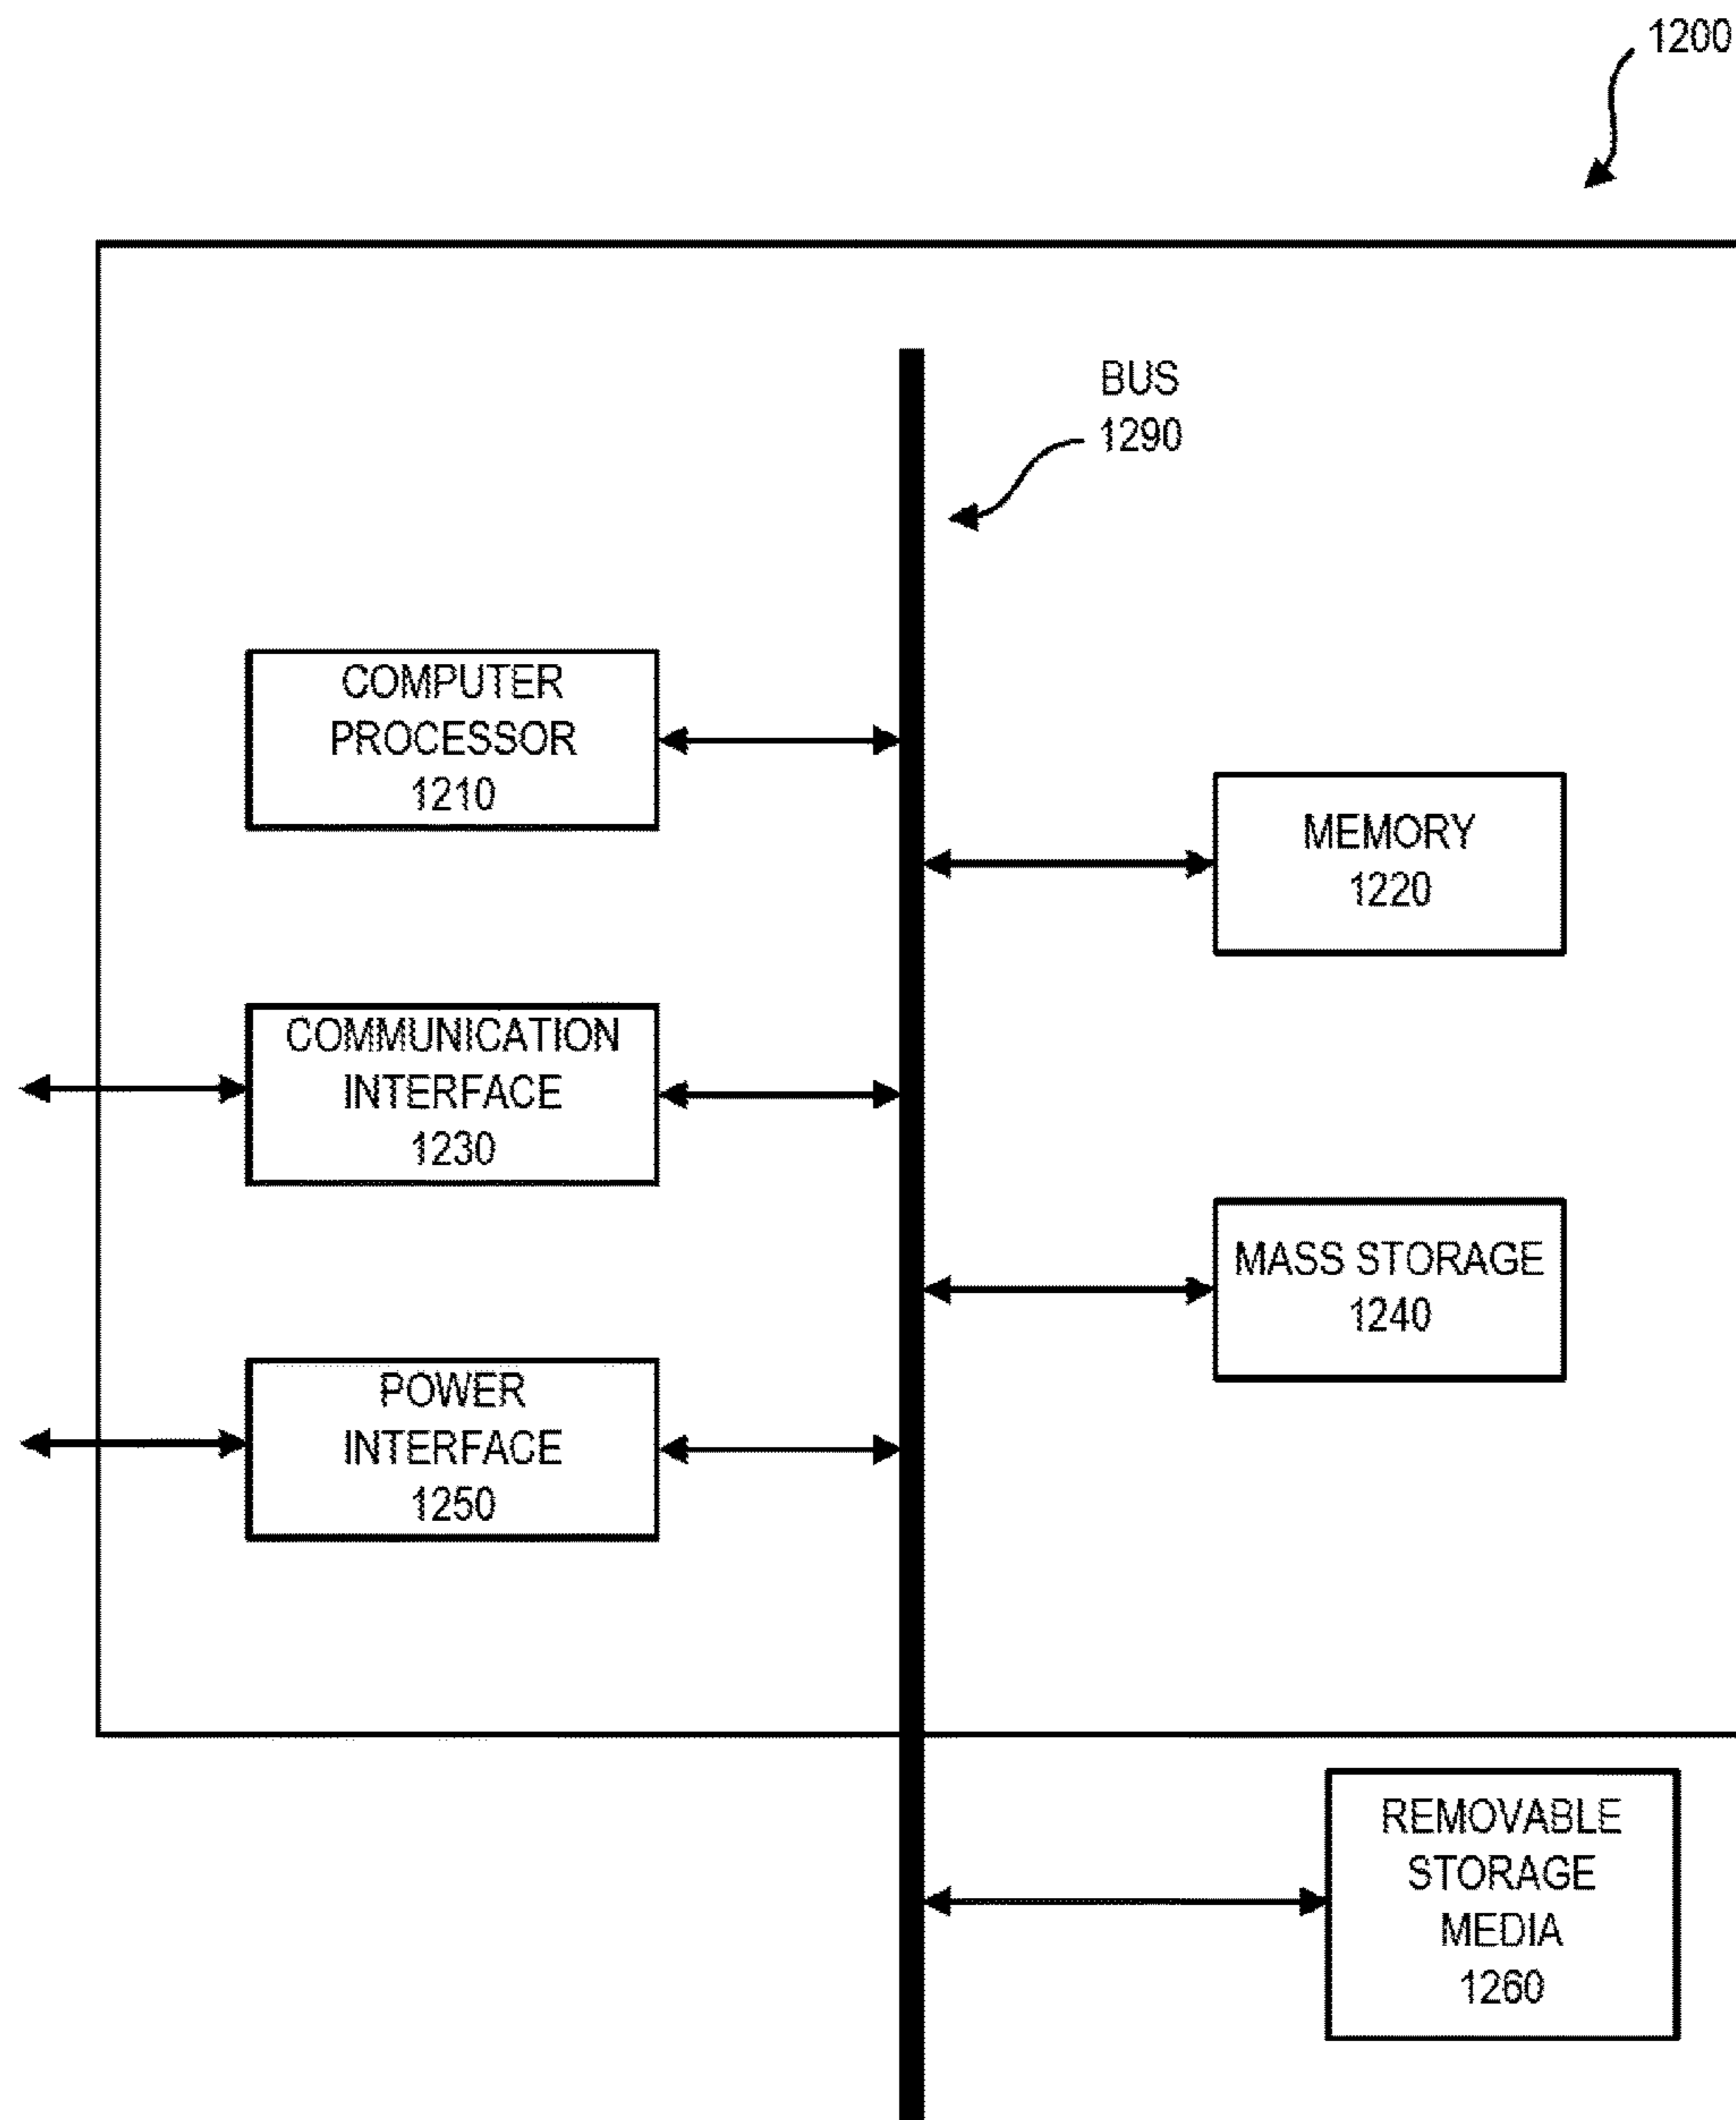 1200
BUS
1290
COMPUTER
PROCESSOR
1210
MEMORY
1220
COMMUNICATION
INTERFACE
1230
MASS STORAGE
1240
POWER
INTERFACE
1250
REMOVABLE
STORAGE
MEDIA
1260